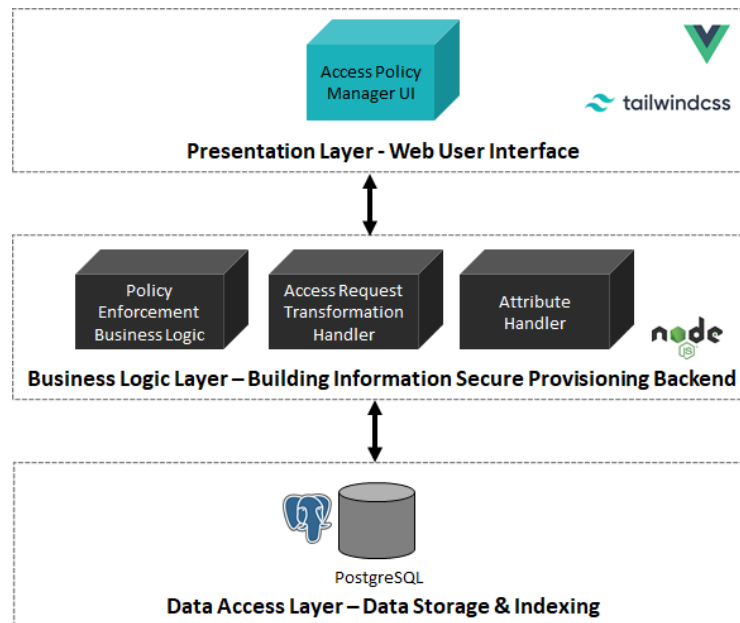 Access Policy
Manager UI
tailwindcss
Presentation Layer - Web User Interface
Policy
Enforcement
Business Logic
Access Request
Transformation
Handler
Attribute
Handler
node
JS
Business Logic Layer – Building Information Secure Provisioning Backend
PostgreSQL
Data Access Layer – Data Storage & Indexing